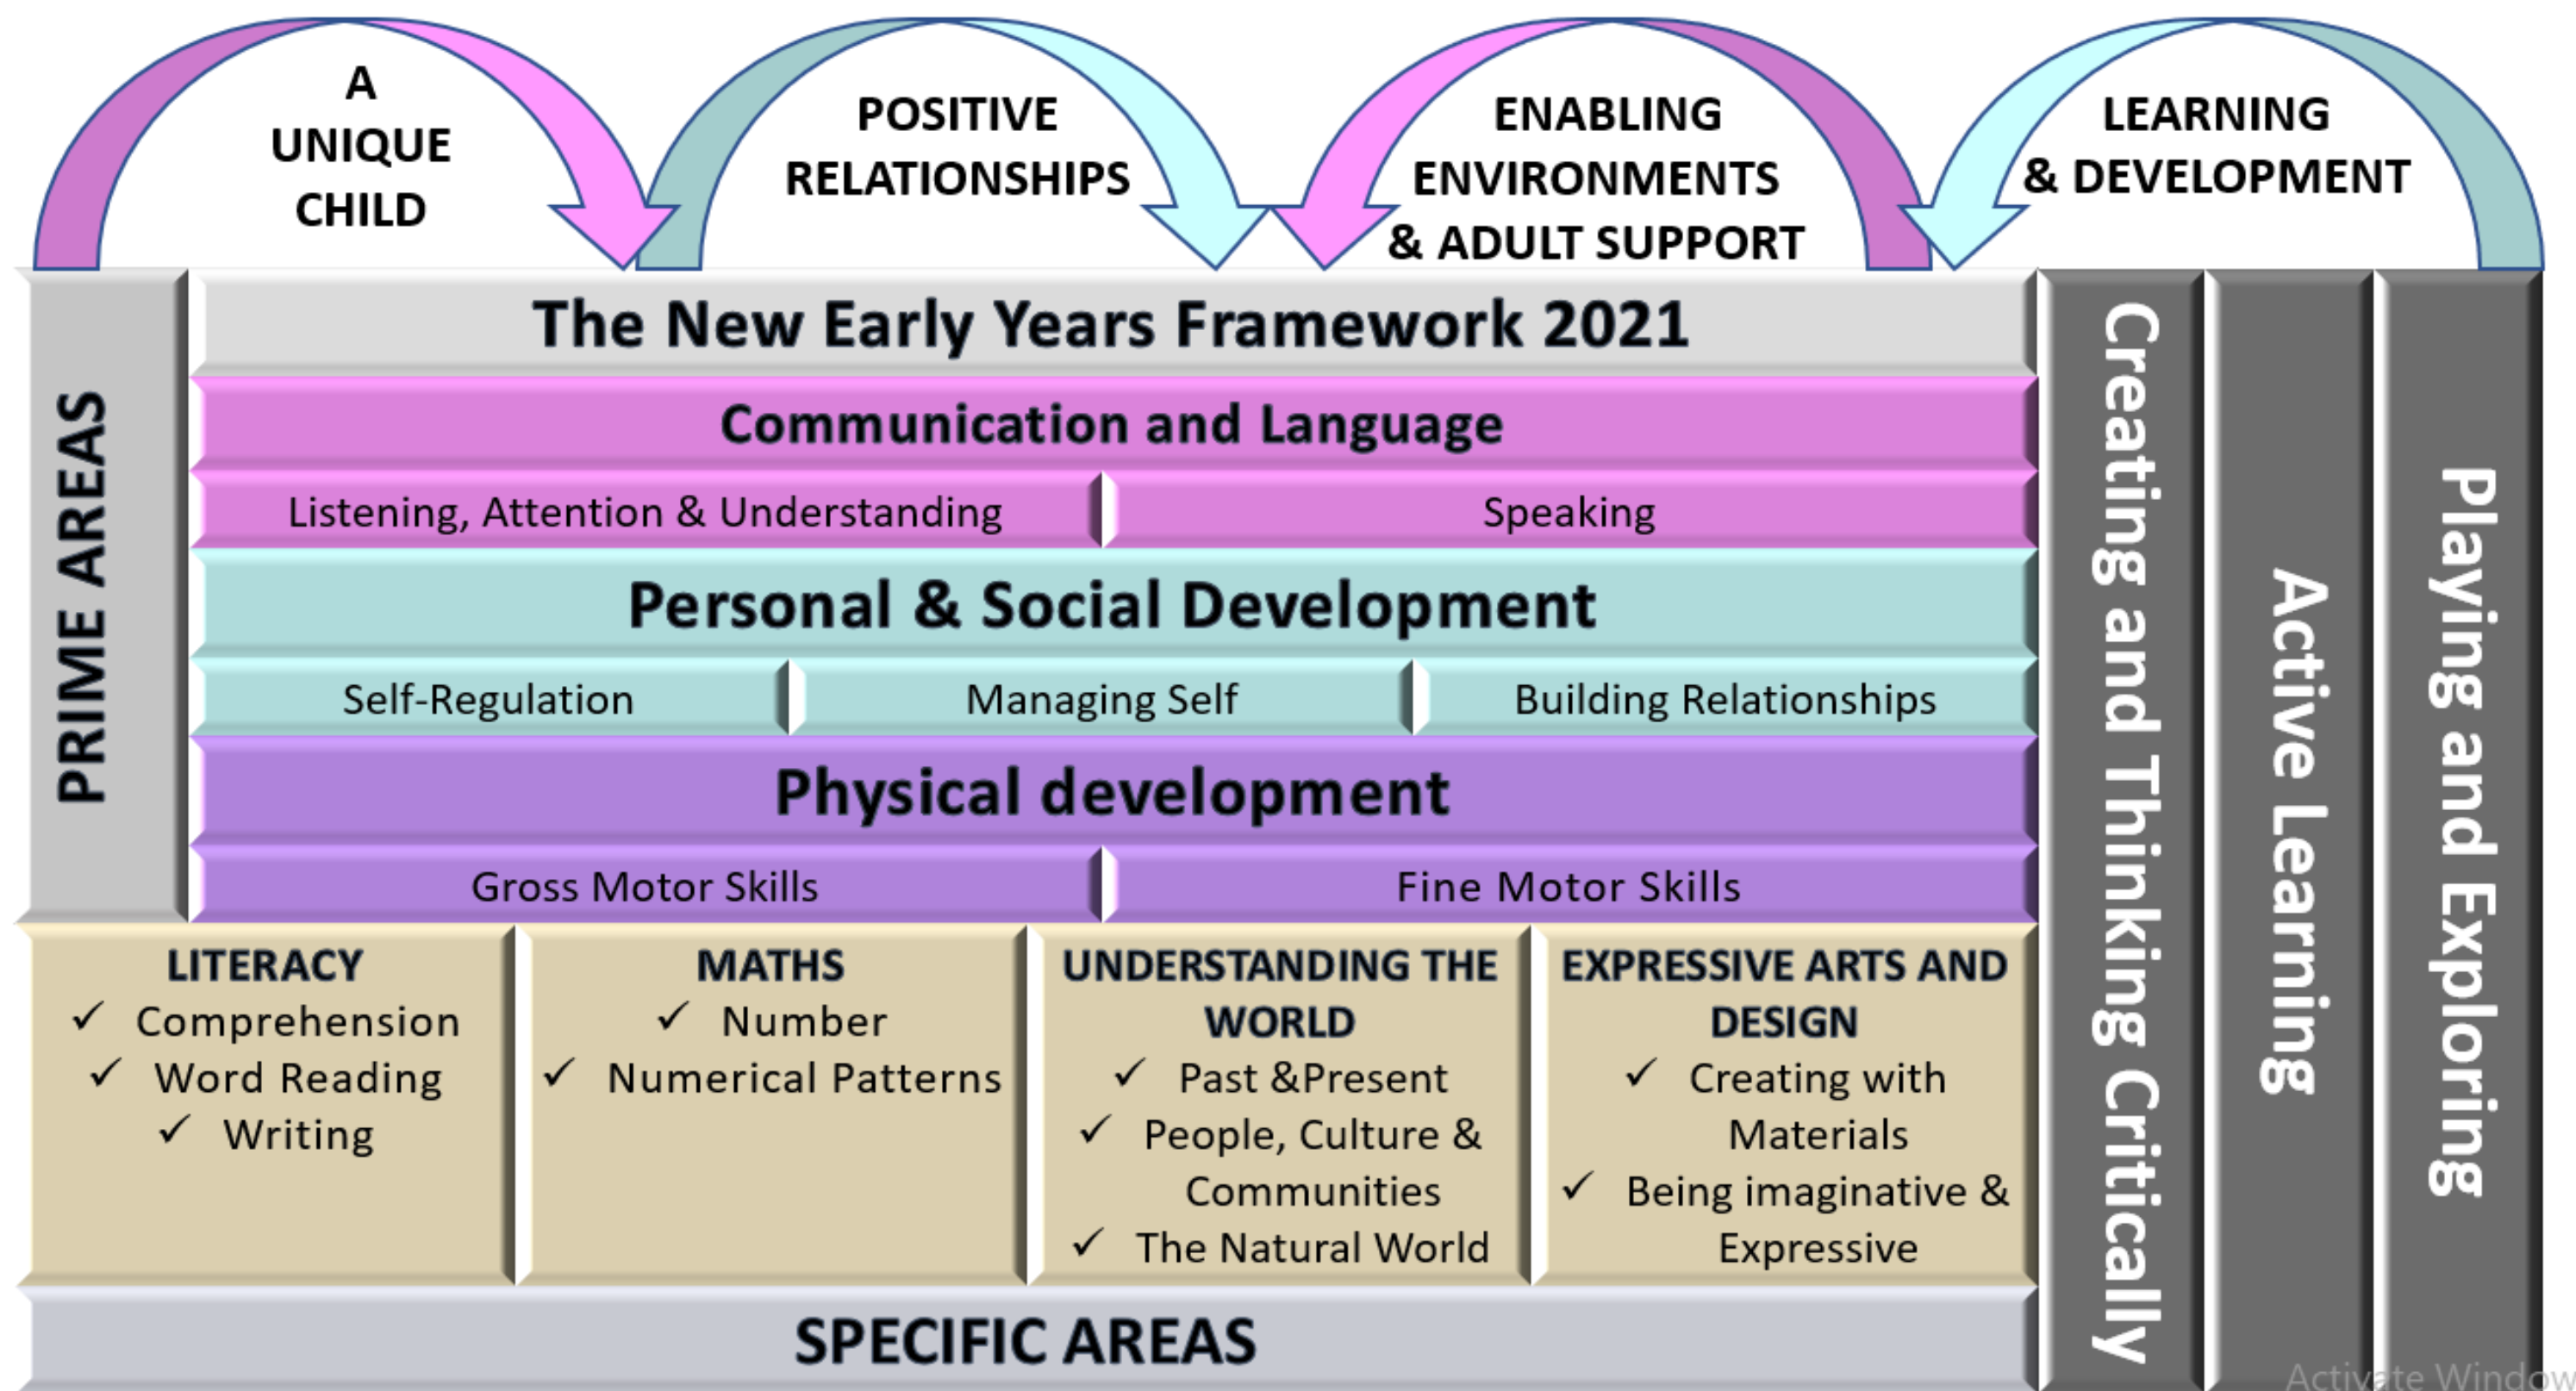 A
UNIQUE
CHILD
POSITIVE
RELATIONSHIPS
ENABLING
ENVIRONMENTS
& ADULT SUPPORT
LEARNING
& DEVELOPMENT
PRIME AREAS
The New Early Years Framework 2021
Communication and Language
Listening, Attention & Understanding
Speaking
Personal & Social Development
Self-Regulation
Managing Self
Building Relationships
Physical development
Gross Motor Skills
Fine Motor Skills
LITERACY
✓ Comprehension
✓ Word Reading
✓ Writing
MATHS
✓ Number
✓ Numerical Patterns
UNDERSTANDING THE
WORLD
✓ Past &Present
✓ People, Culture &
Communities
✓ The Natural World
EXPRESSIVE ARTS AND
DESIGN
✓ Creating with
Materials
✓ Being imaginative &
Expressive
SPECIFIC AREAS
Creating and Thinking Critically
Active Learning
Playing and Exploring
Activate Window